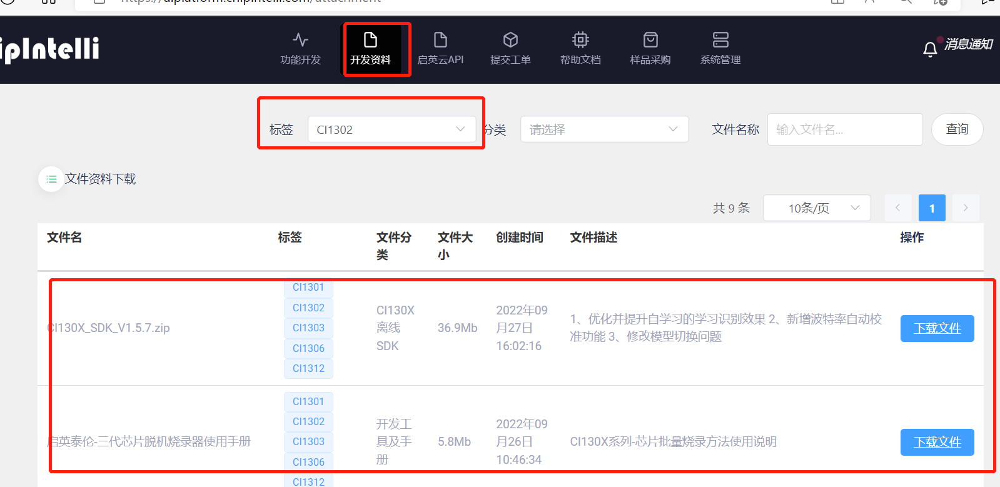 https://aiplatform.chipintelli.com/attachment
ipIntelli
功能开发
开发资料
启英云API
提交工单
帮助文档
样品采购
系统管理
消息通知
标签
CI1302
分类
请选择
文件名称
输入文件名...
查询
文件资料下载
共 9 条
10条/页
1
文件名
标签
文件分
类
文件大
小
创建时间
文件描述
操作
CI130X_SDK_V1.5.7.zip
CI1301
CI1302
CI1303
CI1306
CI1312
CI130X
离线
SDK
36.9Mb
2022年09
月27日
16:02:16
1、优化并提升自学习的学习识别效果 2、新增波特率自动校
准功能 3、修改模型切换问题
下载文件
启英泰伦-三代芯片脱机烧录器使用手册
CI1301
CI1302
CI1303
CI1306
CI1312
开发工
具及手
册
5.8Mb
2022年09
月26日
10:46:34
CI130X系列-芯片批量烧录方法使用说明
下载文件